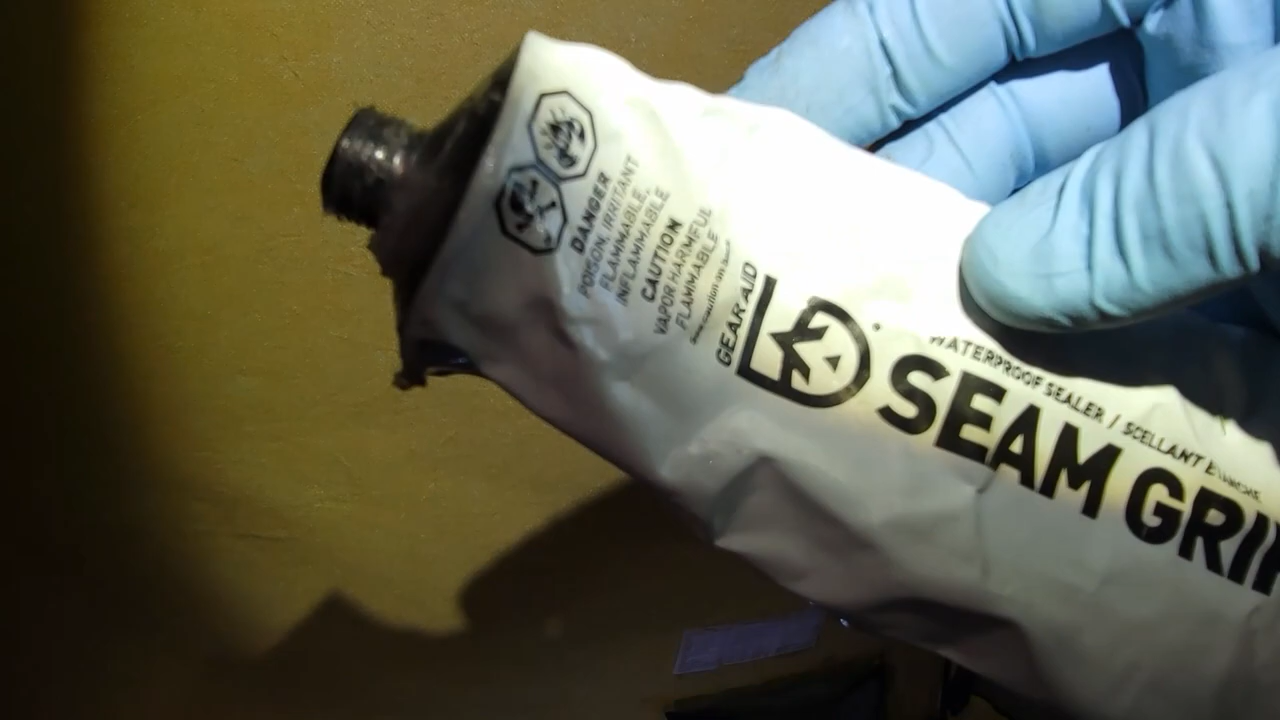 DANGER
POISON, IRRITANT
FLAMMABLE,
INFLAMMABLE
CAUTION
VAPOR HARMFUL
FLAMMABLE
GEAR AID
WATERPROOF SEALER / SCELLANT
SEAM GRIP